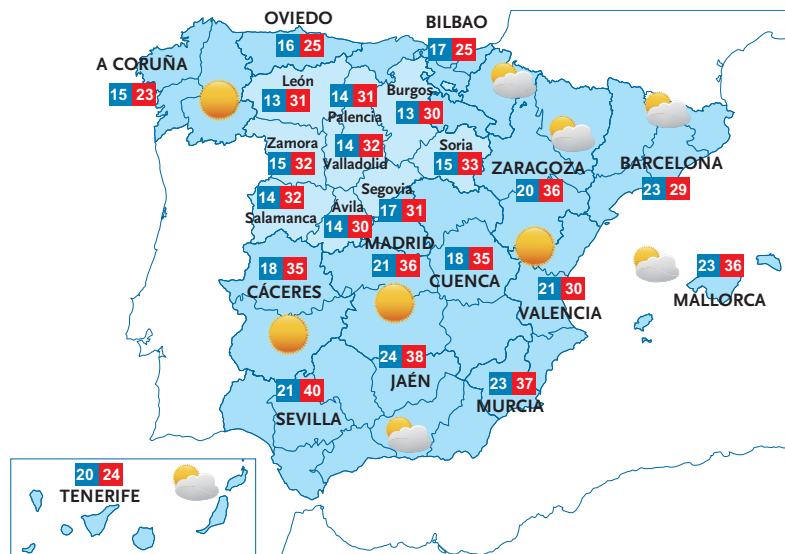 OVIEDO
16 25
BILBAO
17 25
A CORUÑA
15 23
León
13 31
14 31
Palencia
Burgos
13 30
Zamora
15 32
14 32
Valladolid
Soria
15 33
ZARAGOZA
20 36
BARCELONA
23 29
14 32
Salamanca
Ávila
14 30
Segovia
17 31
MADRID
21 36
18 35
CÁCERES
18 35
CUENCA
21 30
VALENCIA
23 36
MALLORCA
24 38
JAÉN
21 40
SEVILLA
23 37
MURCIA
20 24
TENERIFE